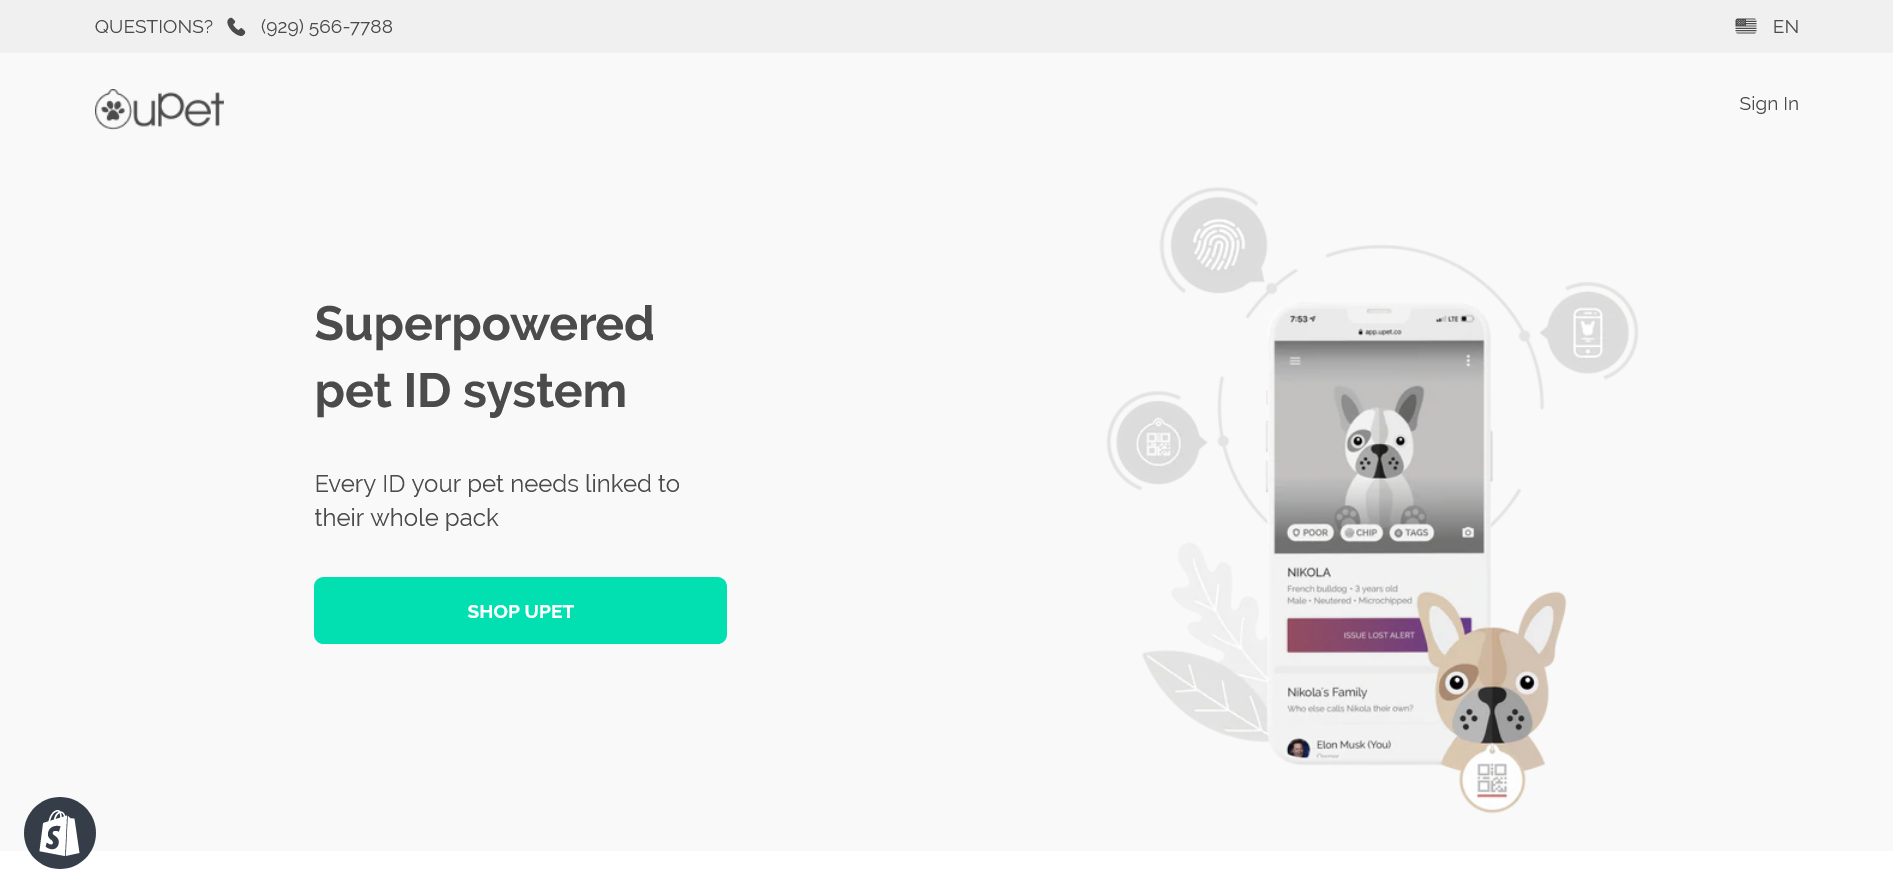 QUESTIONS? (929) 566-7788
EN
upet
Sign In
Superpowered
pet ID system
Every ID your pet needs linked to
their whole pack
SHOP UPET
7:53 LTE
app.upet.co
POOR CHIP TAGS
NIKOLA
French bulldog • 3 years old
Male • Neutered • Microchipped
ISSUE LOST ALERT
Nikola's Family
Who else calls Nikola their own?
Elon Musk (You)